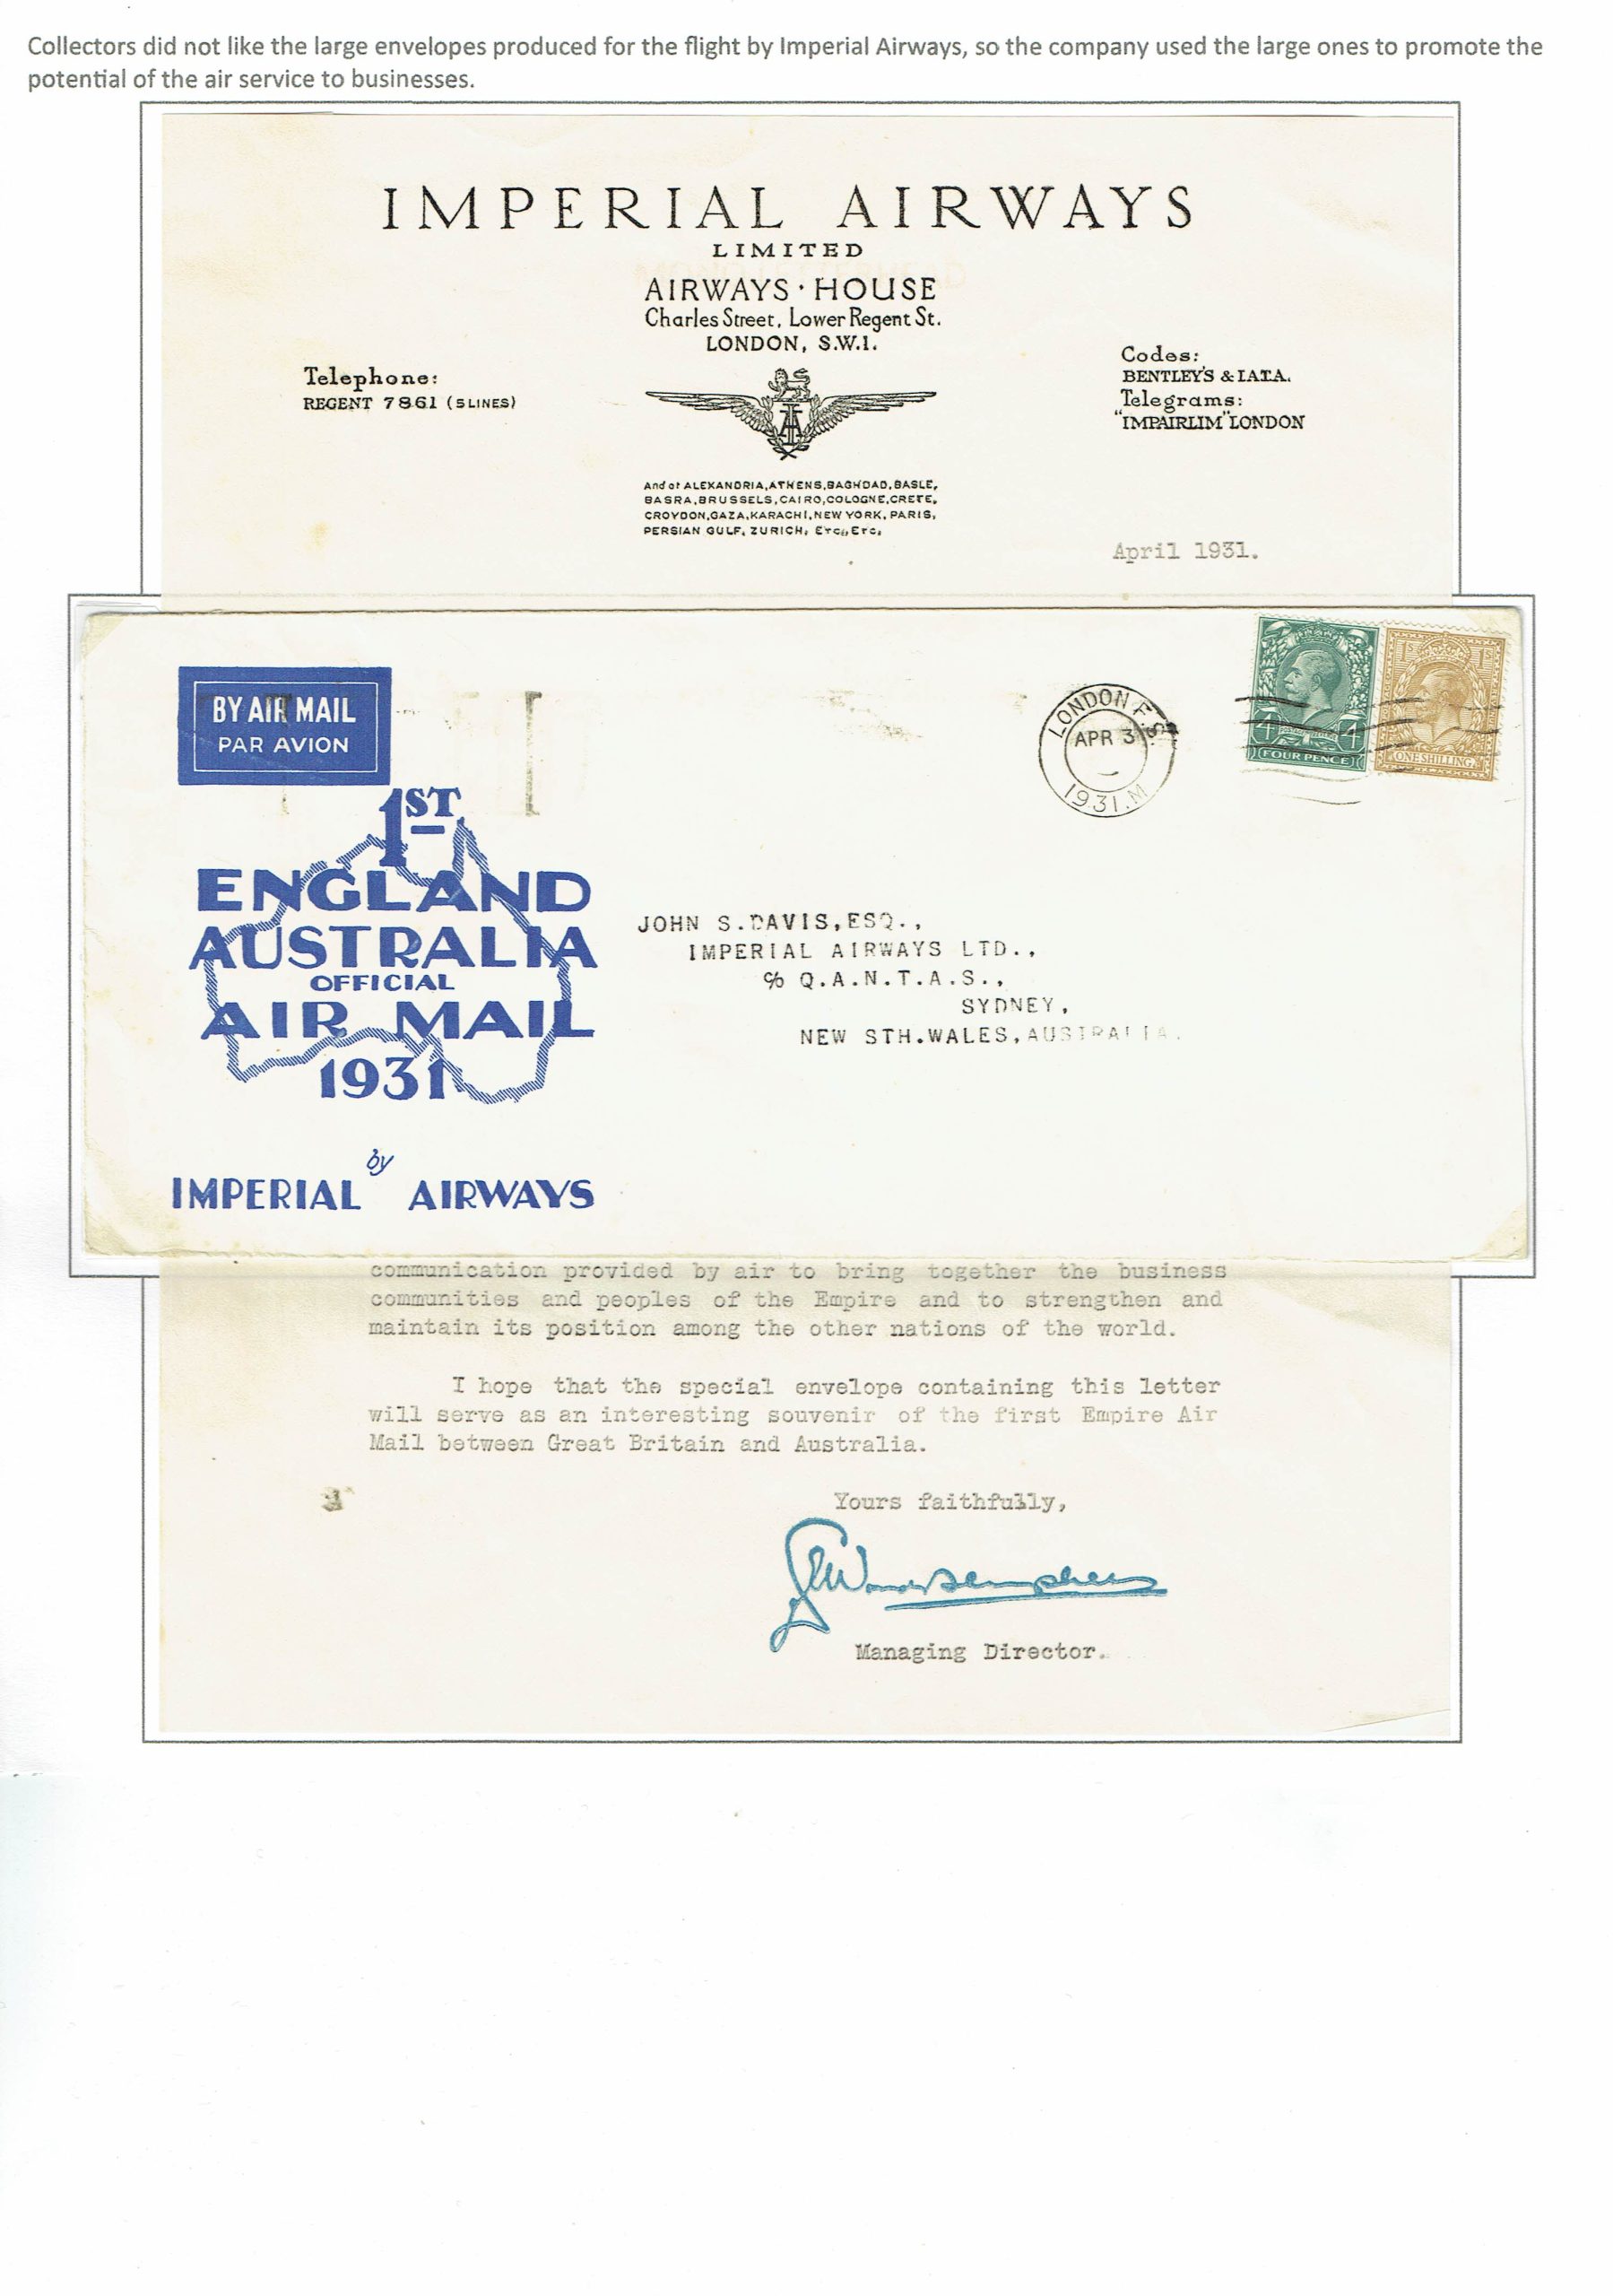 Collectors did not like the large envelopes produced for the flight by Imperial Airways, so the company used the large ones to promote the
potential of the air service to businesses.
IMPERIAL AIRWAYS
LIMITED
AIRWAYS · HOUSE
Charles Street, Lower Regent St.
LONDON, S.W.1.
Telephone:
REGENT 7861 (5 LINES)
Codes:
BENTLEY'S & I.A.T.A.
Telegrams:
"IMPAIRLIM" LONDON
And at ALEXANDRIA, ATHENS, BAGHDAD, BASLE,
BASRA, BRUSSELS, CAIRO, COLOGNE, CRETE,
CROYDON, GAZA, KARACHI, NEW YORK, PARIS,
PERSIAN GULF, ZURICH, Etc., Etc.
April 1931.
BY AIR MAIL
PAR AVION
1ST
ENGLAND
AUSTRALIA
OFFICIAL
AIR MAIL
1931
by
IMPERIAL AIRWAYS
LONDON F.S.
APR 3
1931.M
4 4
FOUR PENCE
1S 1S
ONE SHILLING
JOHN S.DAVIS,ESQ.,
IMPERIAL AIRWAYS LTD.,
c/o Q.A.N.T.A.S.,
SYDNEY,
NEW STH.WALES,AUSTRALIA.
communication provided by air to bring together the business
communities and peoples of the Empire and to strengthen and
maintain its position among the other nations of the world.
I hope that the special envelope containing this letter
will serve as an interesting souvenir of the first Empire Air
Mail between Great Britain and Australia.
Yours faithfully,
Managing Director.